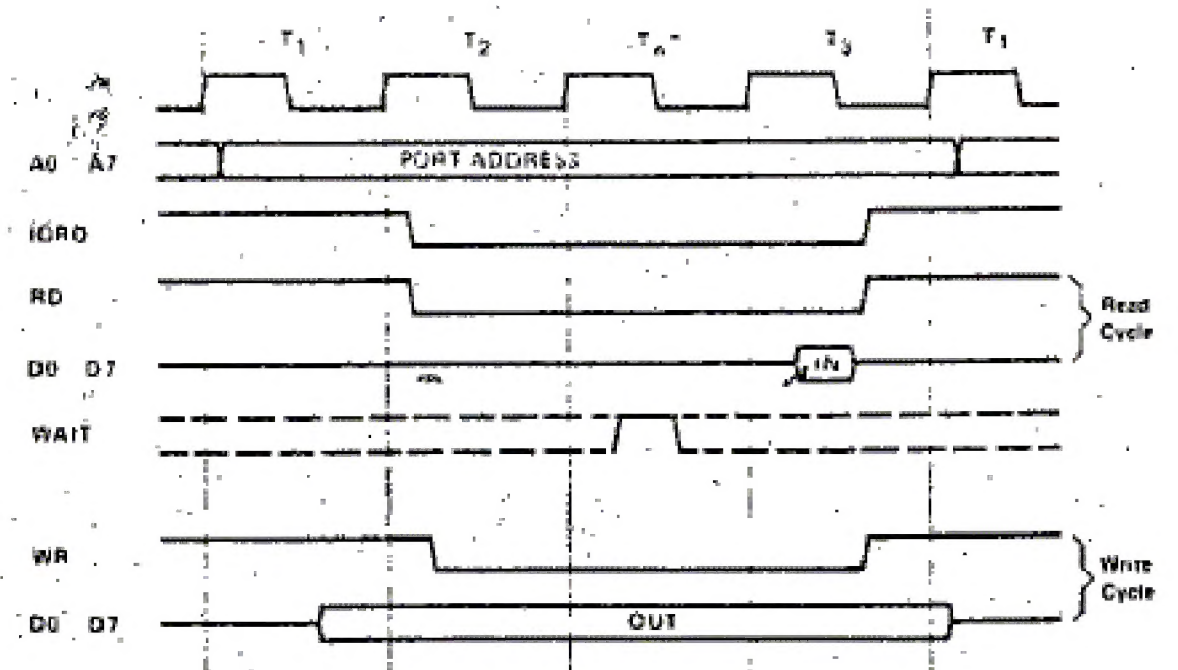 T1 T2 T3 T1
A0 A7 PORT ADDRESS
IORQ
RD
Read
Cycle
D0 D7 IN
WAIT
WR
Write
Cycle
D0 D7 OUT